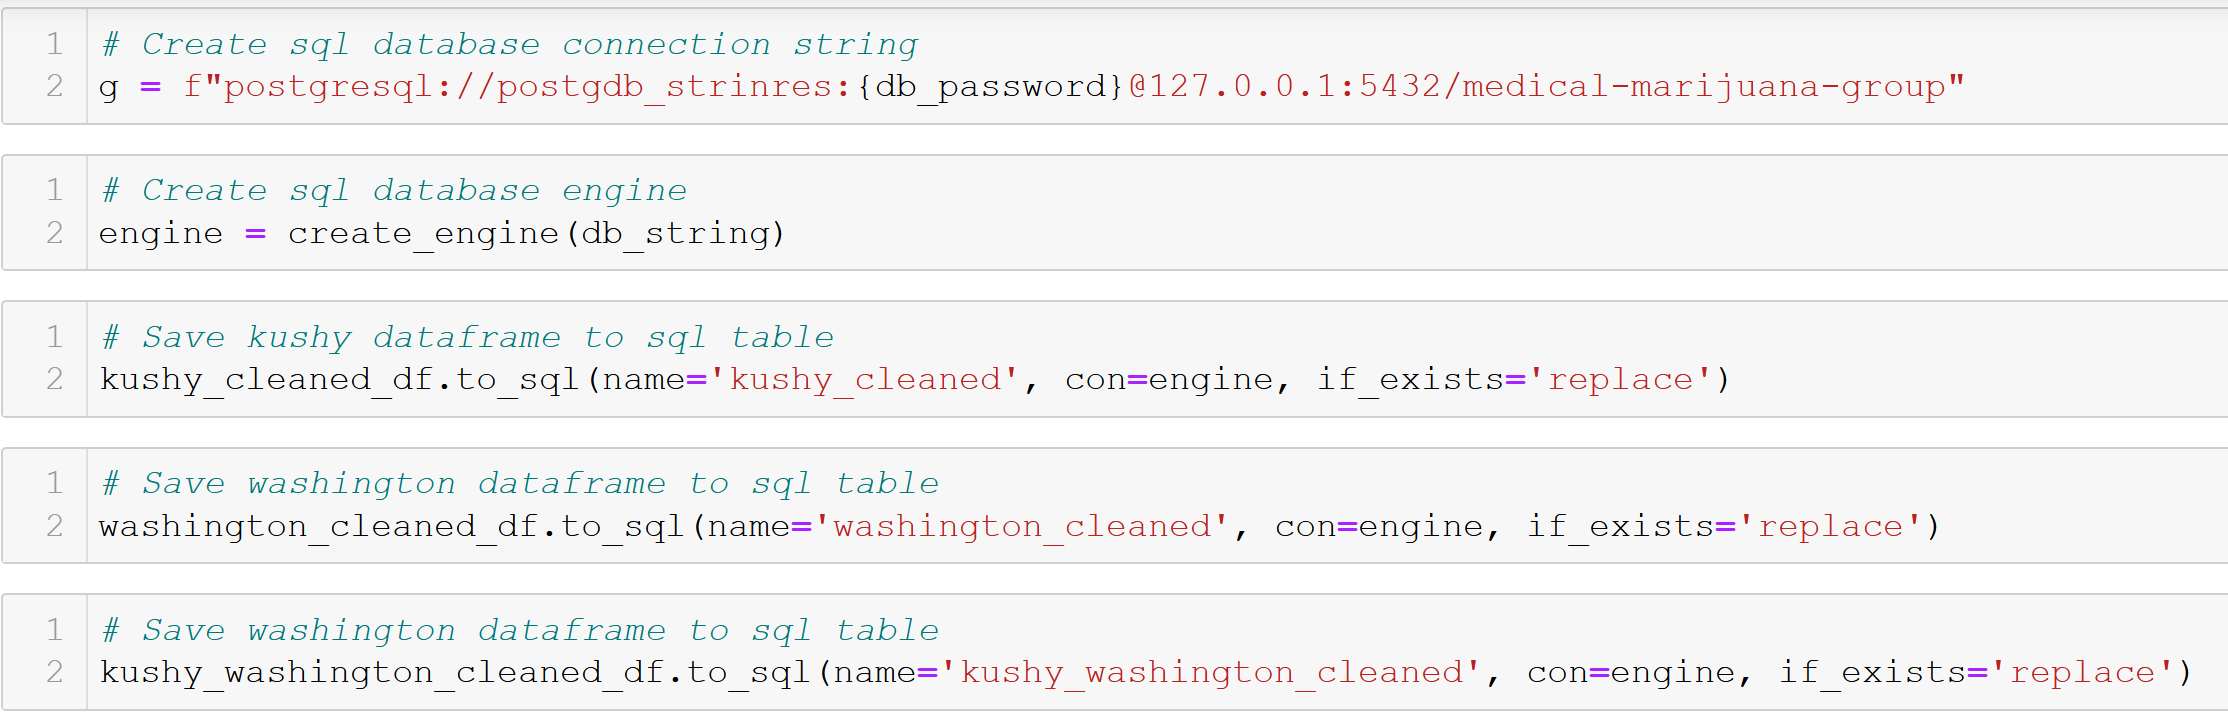 1 # Create sql database connection string
2 g = f"postgresql://postgdb_strinres:{db_password}@127.0.0.1:5432/medical-marijuana-group"
1 # Create sql database engine
2 engine = create_engine(db_string)
1 # Save kushy dataframe to sql table
2 kushy_cleaned_df.to_sql(name='kushy_cleaned', con=engine, if_exists='replace')
1 # Save washington dataframe to sql table
2 washington_cleaned_df.to_sql(name='washington_cleaned', con=engine, if_exists='replace')
1 # Save washington dataframe to sql table
2 kushy_washington_cleaned_df.to_sql(name='kushy_washington_cleaned', con=engine, if_exists='replace')